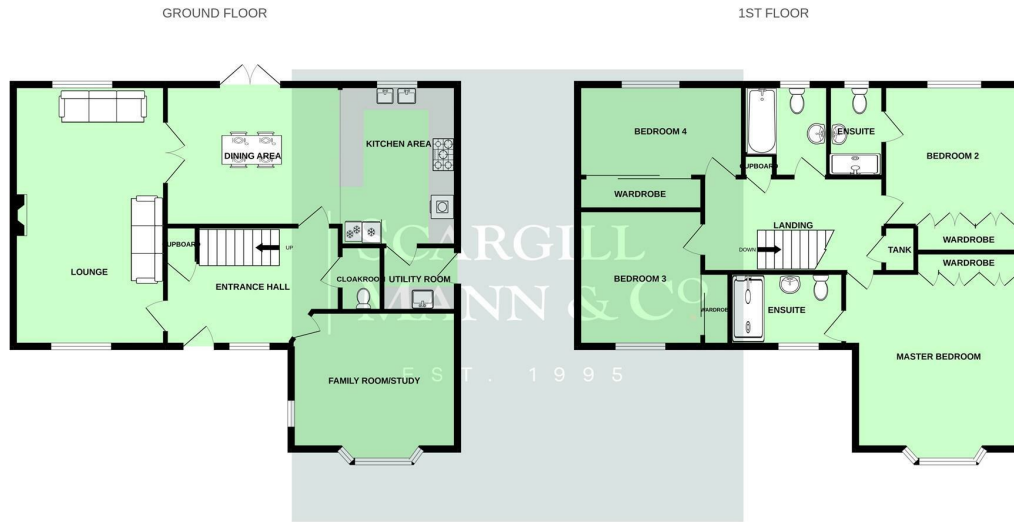 GROUND FLOOR
1ST FLOOR
DINING AREA
KITCHEN AREA
UPBOARD
UP
LOUNGE
ENTRANCE HALL
CLOAKROOM
UTILITY ROOM
FAMILY ROOM/STUDY
BEDROOM 4
ENSUITE
BEDROOM 2
CUPBOARD
WARDROBE
LANDING
DOWN
WARDROBE
TANK
WARDROBE
BEDROOM 3
WARDROBE
ENSUITE
MASTER BEDROOM
SCARGILL
MANN & CO
EST. 1995